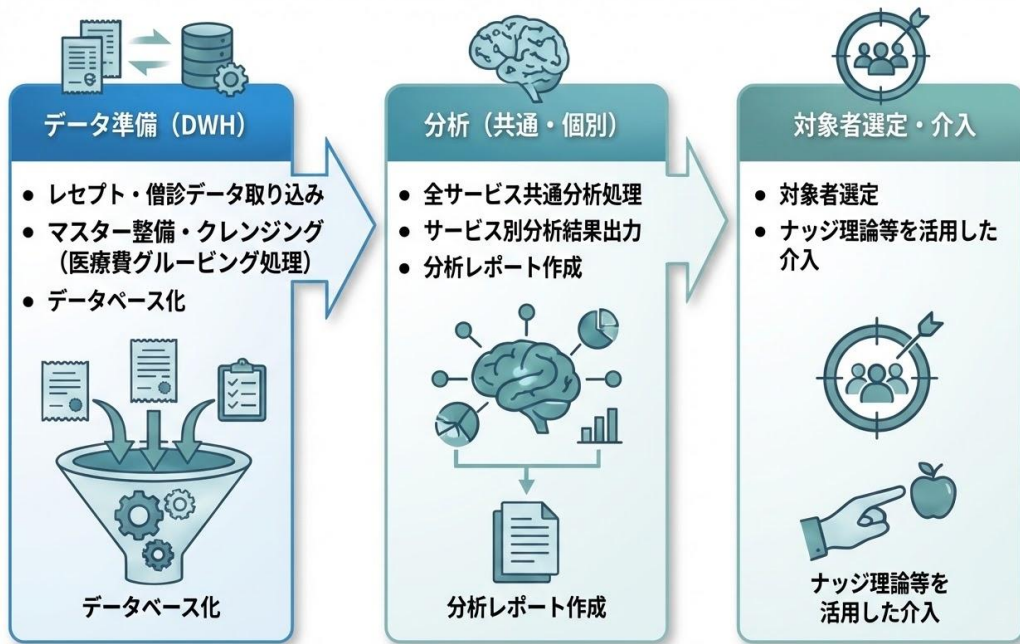 データ準備（DWH）
• レセプト・僧診データ取り込み
• マスター整備・クレンジング
（医療費グルーピング処理）
• データベース化
データベース化
分析（共通・個別）
• 全サービス共通分析処理
• サービス別分析結果出力
• 分析レポート作成
分析レポート作成
対象者選定・介入
• 対象者選定
• ナッジ理論等を活用した
介入
ナッジ理論等を
活用した介入